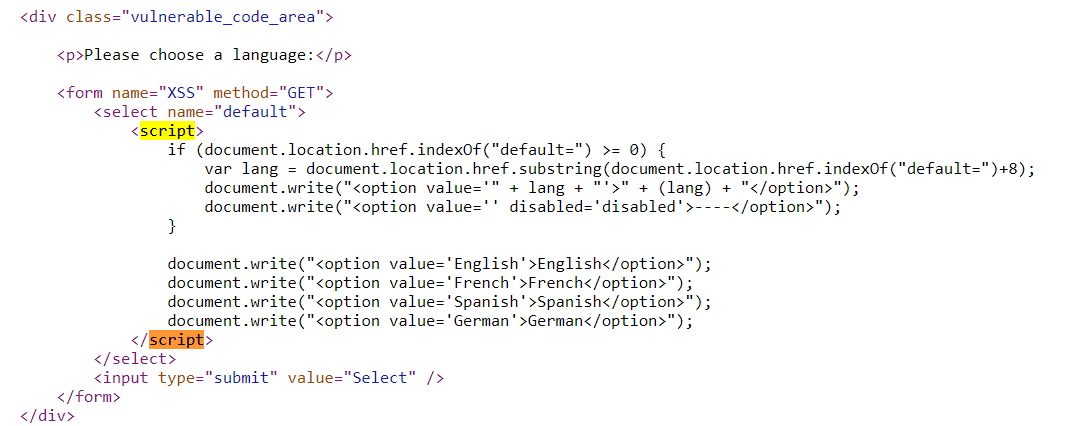 <div class="vulnerable_code_area">
<p>Please choose a language:</p>
<form name="XSS" method="GET">
<select name="default">
<script>
if (document.location.href.indexOf("default=") >= 0) {
var lang = document.location.href.substring(document.location.href.indexOf("default=")+8);
document.write("<option value='" + lang + "'>" + (lang) + "</option>");
document.write("<option value='' disabled='disabled'>----</option>");
}
document.write("<option value='English'>English</option>");
document.write("<option value='French'>French</option>");
document.write("<option value='Spanish'>Spanish</option>");
document.write("<option value='German'>German</option>");
</script>
</select>
<input type="submit" value="Select" />
</form>
</div>